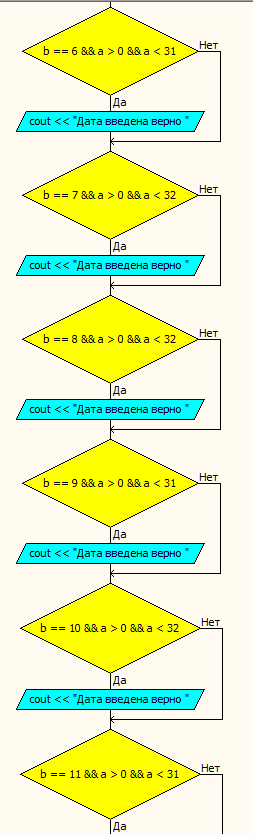 b == 6 && a > 0 && a < 31
Нет
Да
cout << "Дата введена верно "
b == 7 && a > 0 && a < 32
Нет
Да
cout << "Дата введена верно "
b == 8 && a > 0 && a < 32
Нет
Да
cout << "Дата введена верно "
b == 9 && a > 0 && a < 31
Нет
Да
cout << "Дата введена верно "
b == 10 && a > 0 && a < 32
Нет
Да
cout << "Дата введена верно "
b == 11 && a > 0 && a < 31
Нет
Да